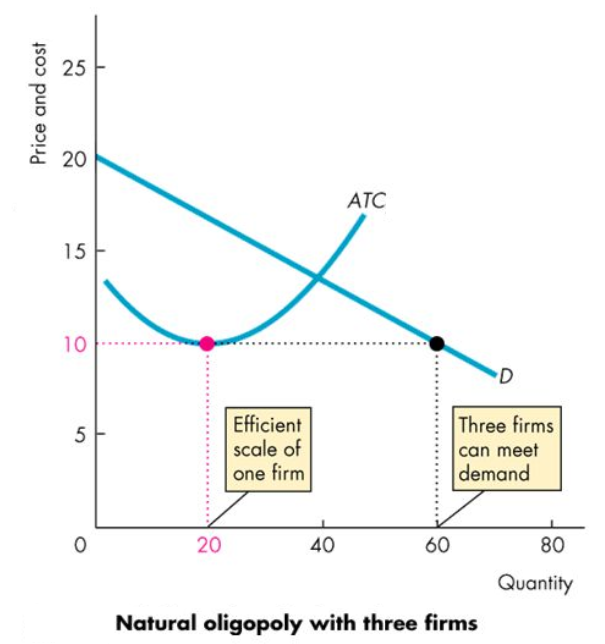 Price and cost
25
20
15
10
5
0
20
40
60
80
Quantity
ATC
D
Efficient
scale of
one firm
Three firms
can meet
demand
Natural oligopoly with three firms